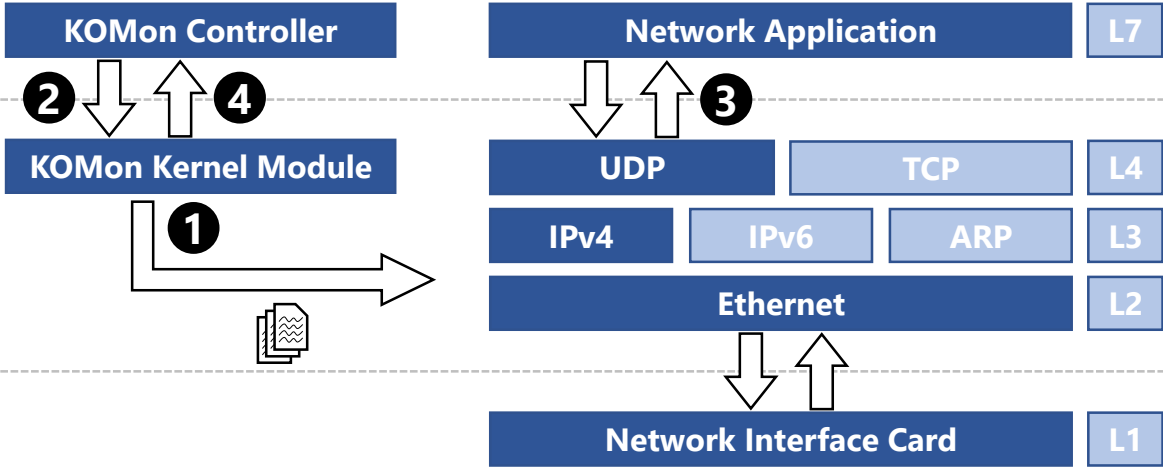 KOMon Controller
Network Application
L7
2
4
3
KOMon Kernel Module
UDP
TCP
L4
1
IPv4
IPv6
ARP
L3
Ethernet
L2
Network Interface Card
L1